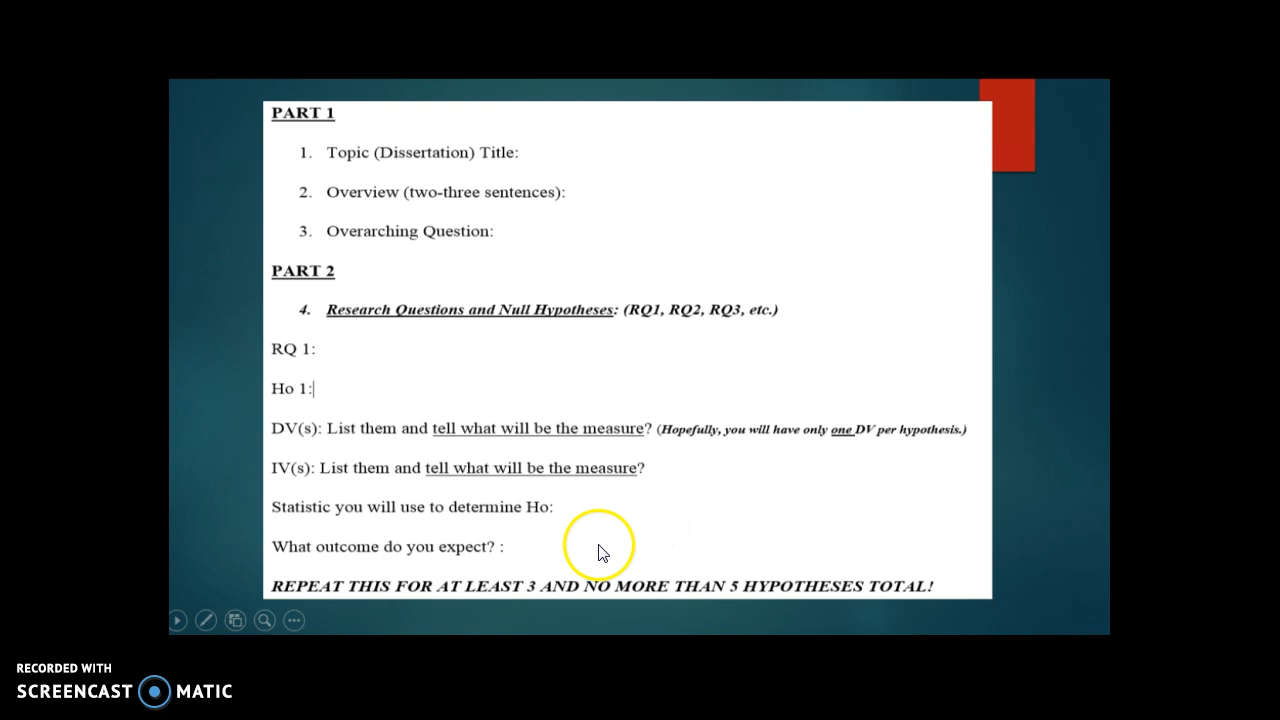 PART 1
1. Topic (Dissertation) Title:
2. Overview (two-three sentences):
3. Overarching Question:
PART 2
4. Research Questions and Null Hypotheses: (RQ1, RQ2, RQ3, etc.)
RQ 1:
Ho 1:
DV(s): List them and tell what will be the measure? (Hopefully, you will have only one DV per hypothesis.)
IV(s): List them and tell what will be the measure?
Statistic you will use to determine Ho:
What outcome do you expect? :
REPEAT THIS FOR AT LEAST 3 AND NO MORE THAN 5 HYPOTHESES TOTAL!
RECORDED WITH
SCREENCAST MATIC